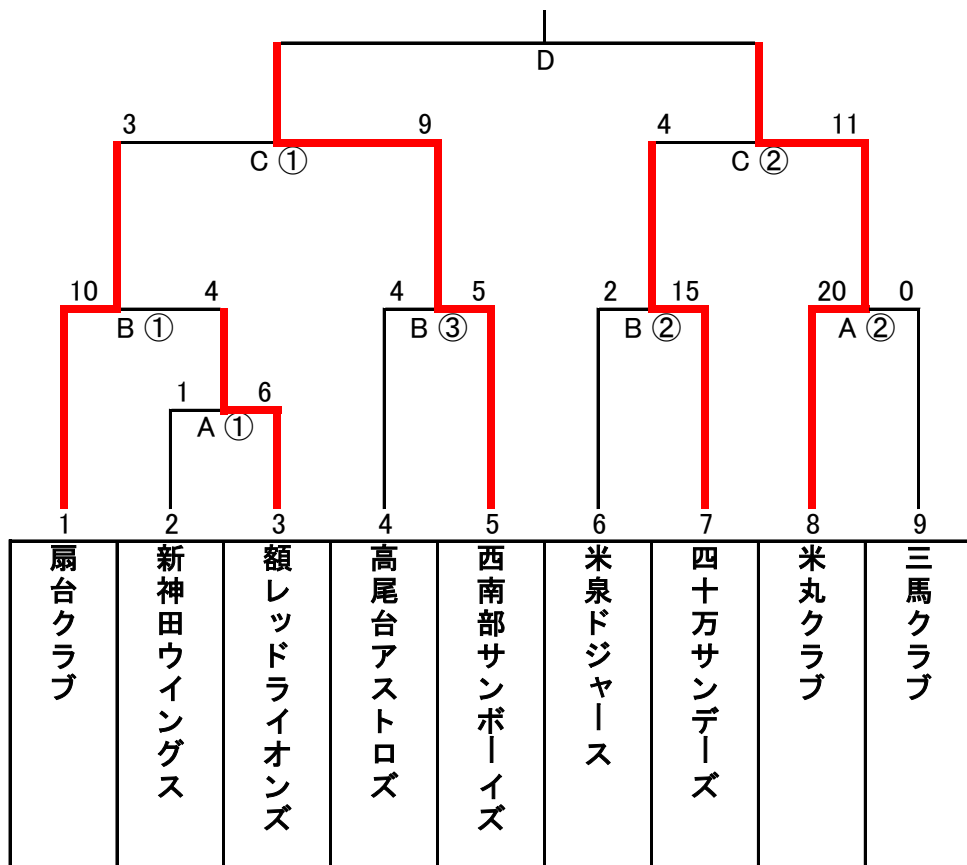 D
3 9 4 11
C ① C ②
10 4 4 5 2 15 20 0
B ① B ③ B ② A ②
1 6
A ①
1 2 3 4 5 6 7 8 9
扇台クラブ
新神田ウイングス
額レッドライオンズ
高尾台アストロズ
西南部サンボーイズ
米泉ドジャース
四十万サンデーズ
米丸クラブ
三馬クラブ